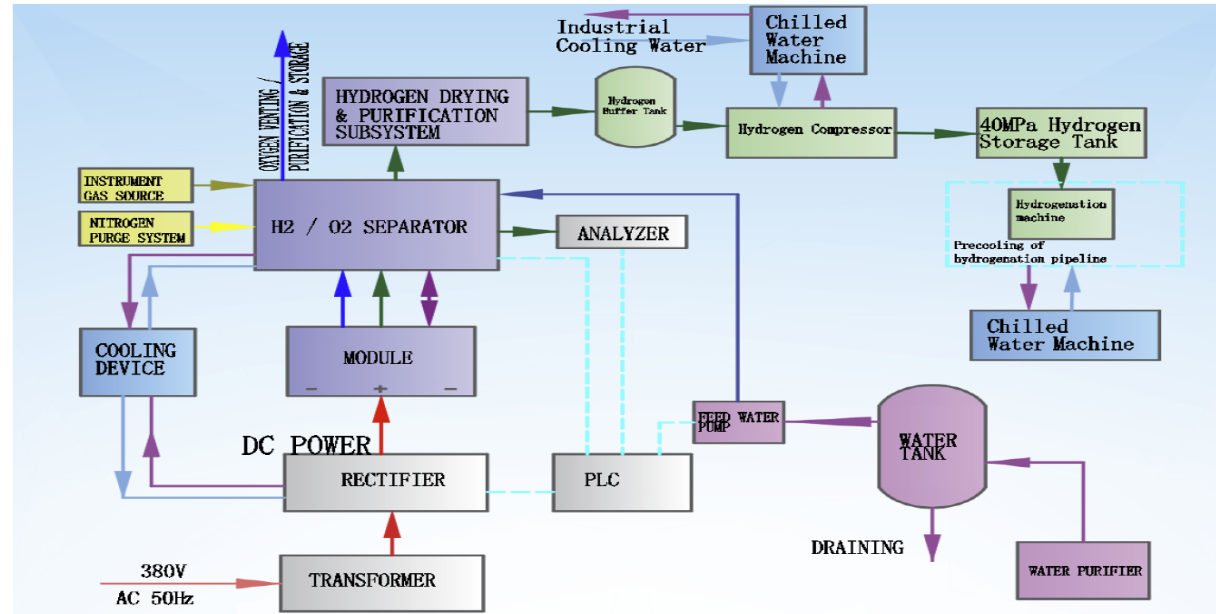 Industrial
Cooling Water
Chilled
Water
Machine
OXYGEN VENTING /
PURIFICATION & STORAGE
HYDROGEN DRYING
& PURIFICATION
SUBSYSTEM
Hydrogen
Buffer Tank
Hydrogen Compressor
40MPa Hydrogen
Storage Tank
INSTRUMENT
GAS SOURCE
NITROGEN
PURGE SYSTEM
H2 / O2 SEPARATOR
ANALYZER
Hydrogenstion
machine
Preccoling of
hydrogenation pipeline
Chilled
Water Machine
COOLING
DEVICE
MODULE
- + -
FEED WATER
PUMP
WATER
TANK
DC POWER
RECTIFIER
PLC
DRAINING
WATER PURIFIER
380V
AC 50Hz
TRANSFORMER